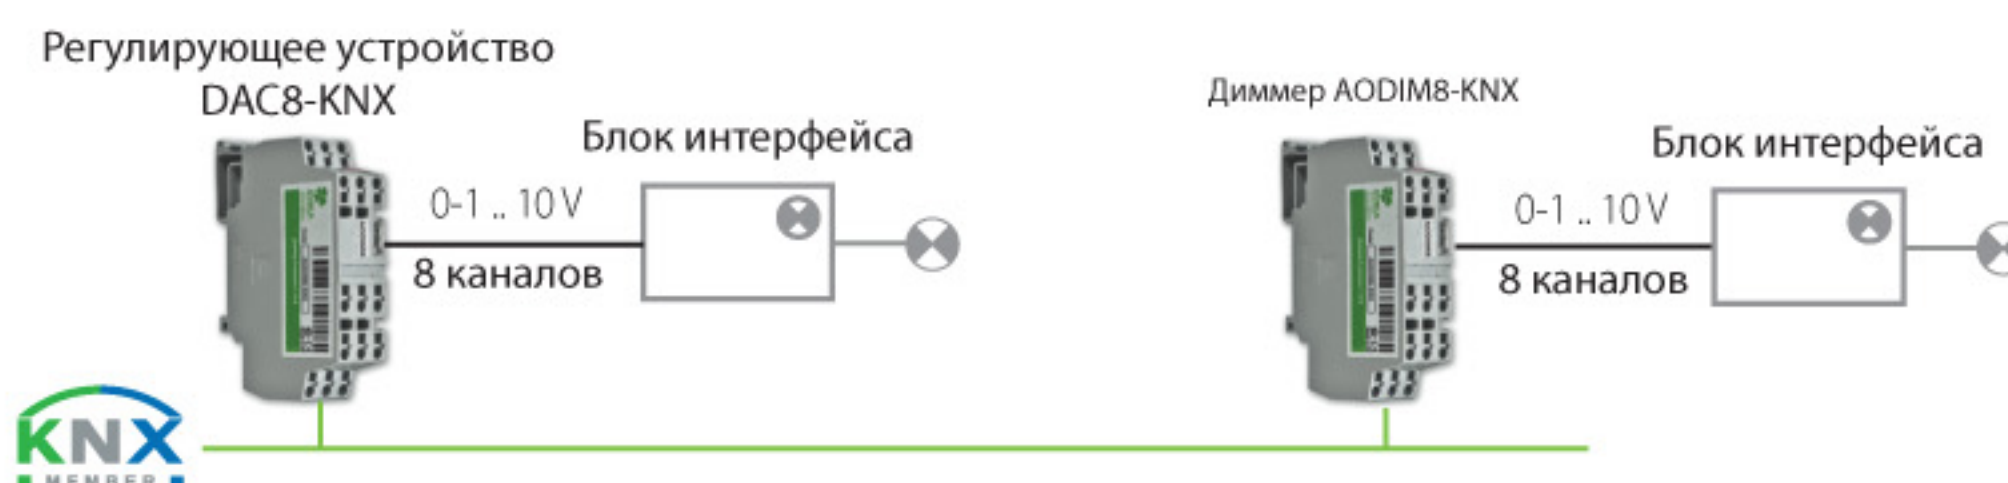 Регулирующее устройство
DAC8-KNX
Диммер AODIM8-KNX
Блок интерфейса
Блок интерфейса
0-1 .. 10 V
0-1 .. 10 V
8 каналов
8 каналов
KNX
MEMBER